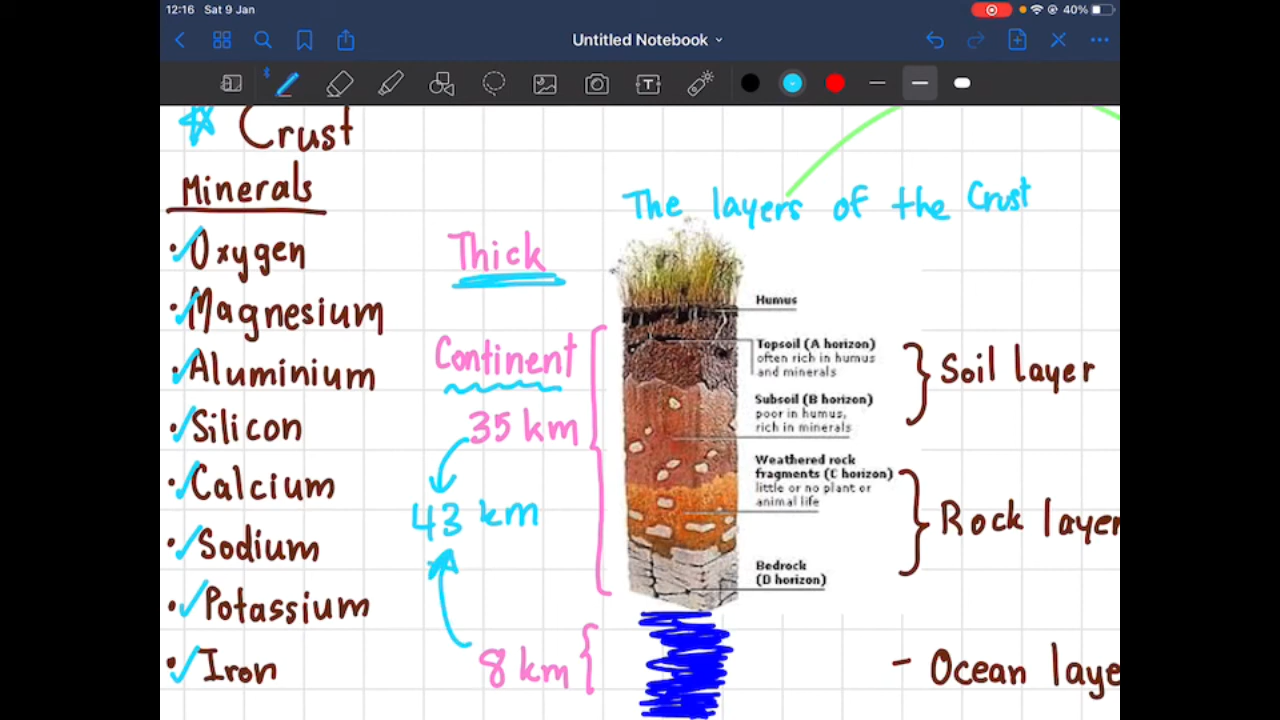 12:16 Sat 9 Jan
40%
Untitled Notebook
Crust
Minerals
• Oxygen
• Magnesium
• Aluminium
• Silicon
• Calcium
• Sodium
• Potassium
• Iron
Thick
Continent
35 km
43 km
8 km
The layers of the Crust
Humus
Topsoil (A horizon)
often rich in humus
and minerals
Subsoil (B horizon)
poor in humus,
rich in minerals
Weathered rock
fragments (C horizon)
little or no plant or
animal life
Bedrock
(D horizon)
Soil layer
Rock layer
- Ocean laye